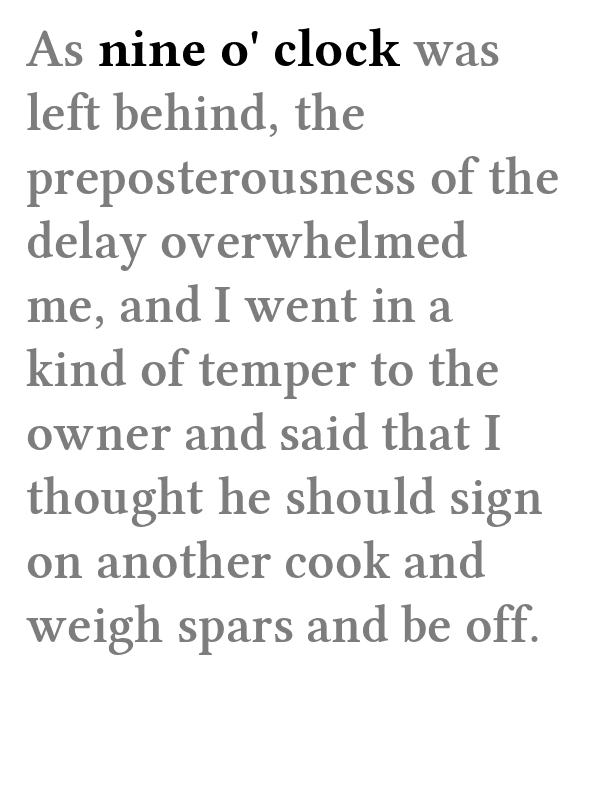 As nine o' clock was
left behind, the
preposterousness of the
delay overwhelmed
me, and I went in a
kind of temper to the
owner and said that I
thought he should sign
on another cook and
weigh spars and be off.